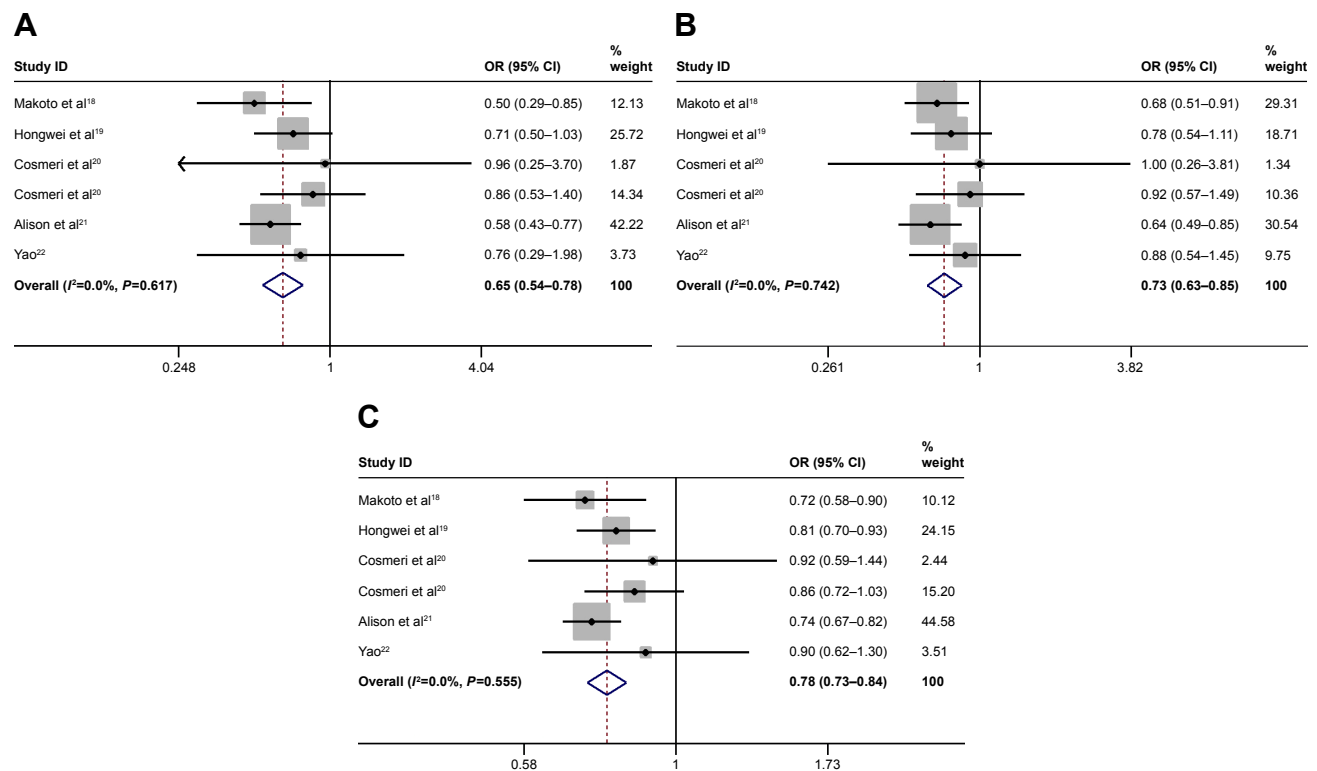 A
Study ID OR (95% CI) % weight
Makoto et al¹⁸ 0.50 (0.29–0.85) 12.13
Hongwei et al¹⁹ 0.71 (0.50–1.03) 25.72
Cosmeri et al²⁰ 0.96 (0.25–3.70) 1.87
Cosmeri et al²⁰ 0.86 (0.53–1.40) 14.34
Alison et al²¹ 0.58 (0.43–0.77) 42.22
Yao²² 0.76 (0.29–1.98) 3.73
Overall (I²=0.0%, P=0.617) 0.65 (0.54–0.78) 100
0.248 1 4.04
B
Study ID OR (95% CI) % weight
Makoto et al¹⁸ 0.68 (0.51–0.91) 29.31
Hongwei et al¹⁹ 0.78 (0.54–1.11) 18.71
Cosmeri et al²⁰ 1.00 (0.26–3.81) 1.34
Cosmeri et al²⁰ 0.92 (0.57–1.49) 10.36
Alison et al²¹ 0.64 (0.49–0.85) 30.54
Yao²² 0.88 (0.54–1.45) 9.75
Overall (I²=0.0%, P=0.742) 0.73 (0.63–0.85) 100
0.261 1 3.82
C
Study ID OR (95% CI) % weight
Makoto et al¹⁸ 0.72 (0.58–0.90) 10.12
Hongwei et al¹⁹ 0.81 (0.70–0.93) 24.15
Cosmeri et al²⁰ 0.92 (0.59–1.44) 2.44
Cosmeri et al²⁰ 0.86 (0.72–1.03) 15.20
Alison et al²¹ 0.74 (0.67–0.82) 44.58
Yao²² 0.90 (0.62–1.30) 3.51
Overall (I²=0.0%, P=0.555) 0.78 (0.73–0.84) 100
0.58 1 1.73